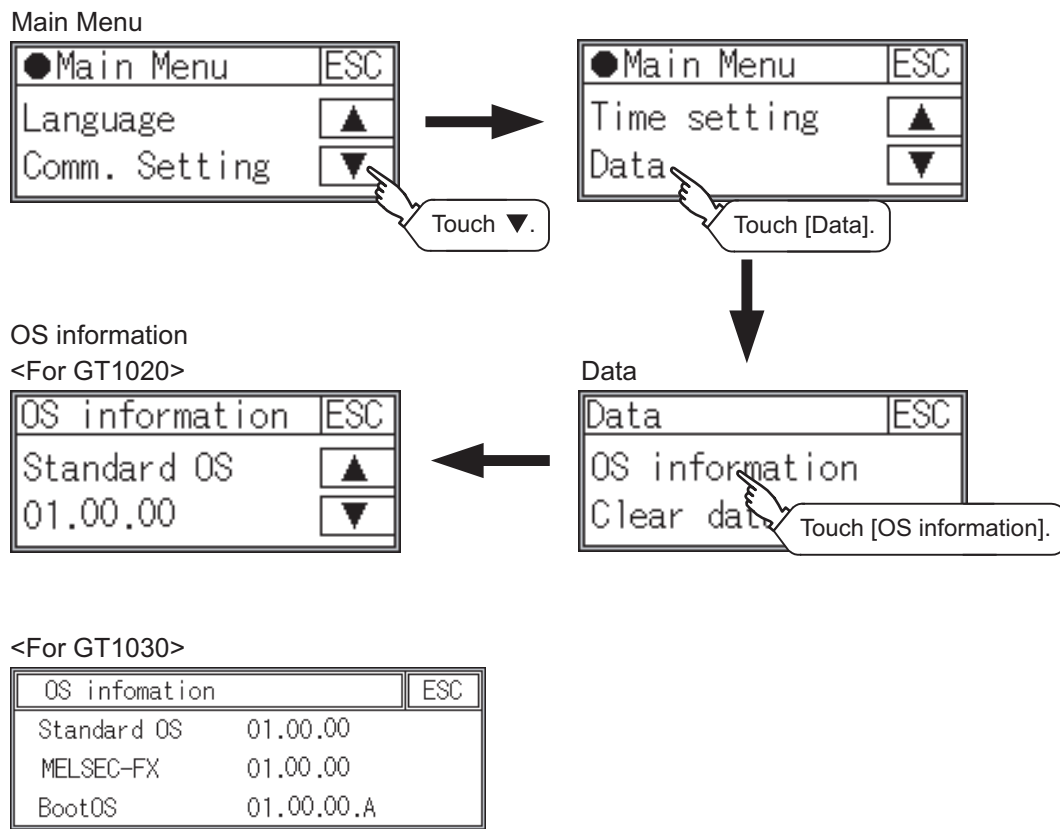 Main Menu
●Main Menu ESC
Language ▲
Comm. Setting ▼
Touch ▼.
●Main Menu ESC
Time setting ▲
Data ▼
Touch [Data].
Data
Data ESC
OS information
Clear data
Touch [OS information].
OS information
<For GT1020>
OS information ESC
Standard OS ▲
01.00.00 ▼
<For GT1030>
OS infomation ESC
Standard OS 01.00.00
MELSEC-FX 01.00.00
BootOS 01.00.00.A